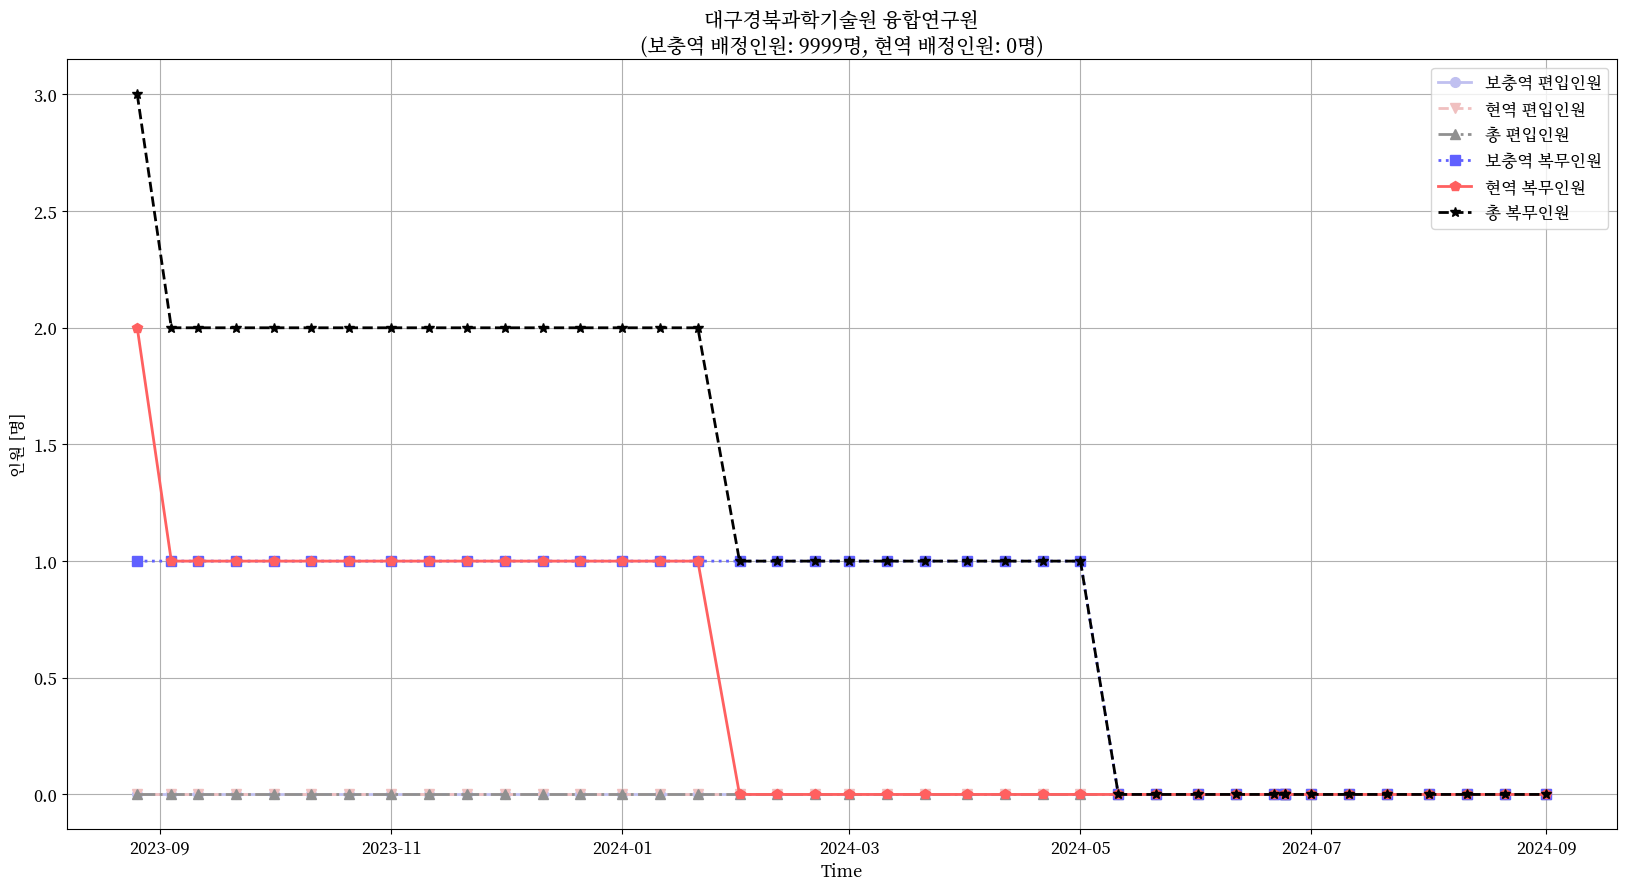 대구경북과학기술원 융합연구원
(보충역 배정인원: 9999명, 현역 배정인원: 0명)
보충역 편입인원
현역 편입인원
총 편입인원
보충역 복무인원
현역 복무인원
총 복무인원
인원 [명]
3.0
2.5
2.0
1.5
1.0
0.5
0.0
2023-09
2023-11
2024-01
2024-03
2024-05
2024-07
2024-09
Time